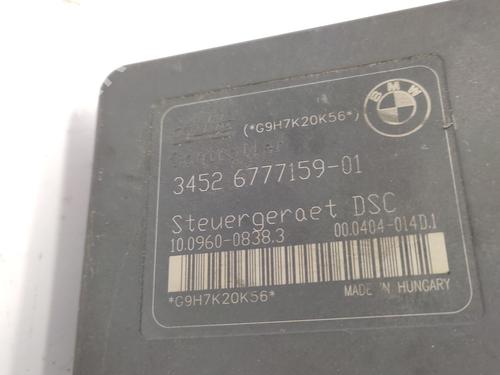 (*G9H7K20K56*)
BMW
Controller
3452 6777159-01
Steuergeraet DSC
10.0960-0838.3 00.0404-014D.1
*G9H7K20K56*
MADE IN HUNGARY